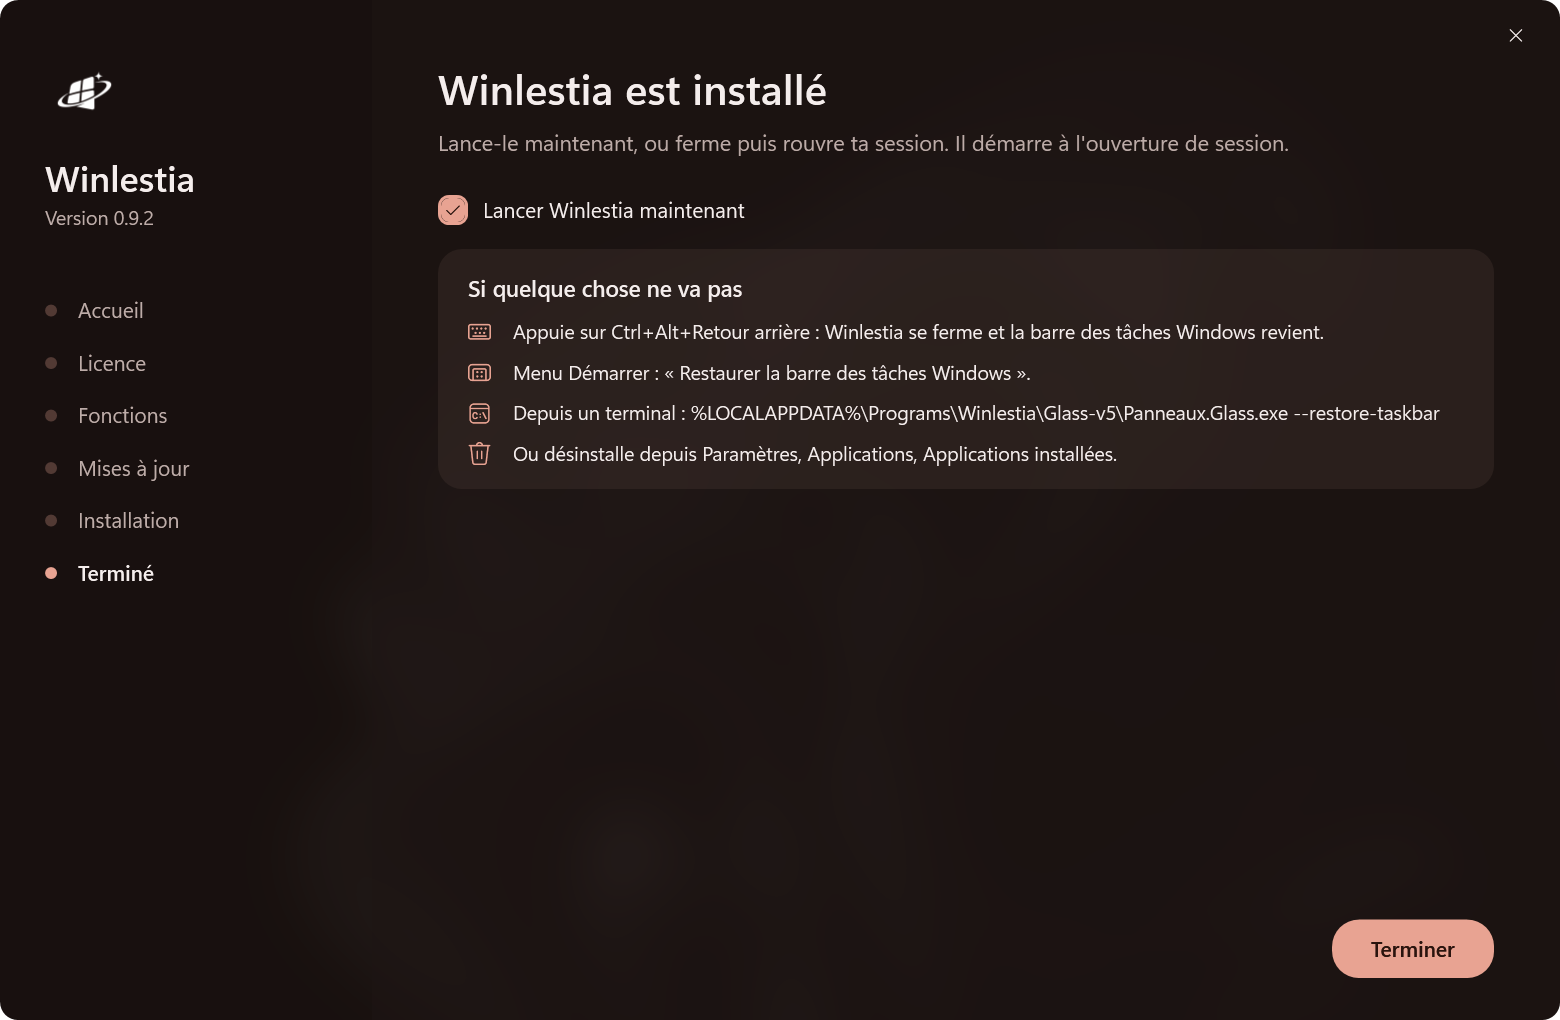 Winlestia
Version 0.9.2
Accueil
Licence
Fonctions
Mises à jour
Installation
Terminé
Winlestia est installé
Lance-le maintenant, ou ferme puis rouvre ta session. Il démarre à l'ouverture de session.
Lancer Winlestia maintenant
Si quelque chose ne va pas
Appuie sur Ctrl+Alt+Retour arrière : Winlestia se ferme et la barre des tâches Windows revient.
Menu Démarrer : « Restaurer la barre des tâches Windows ».
Depuis un terminal : %LOCALAPPDATA%\Programs\Winlestia\Glass-v5\Panneaux.Glass.exe --restore-taskbar
Ou désinstalle depuis Paramètres, Applications, Applications installées.
Terminer